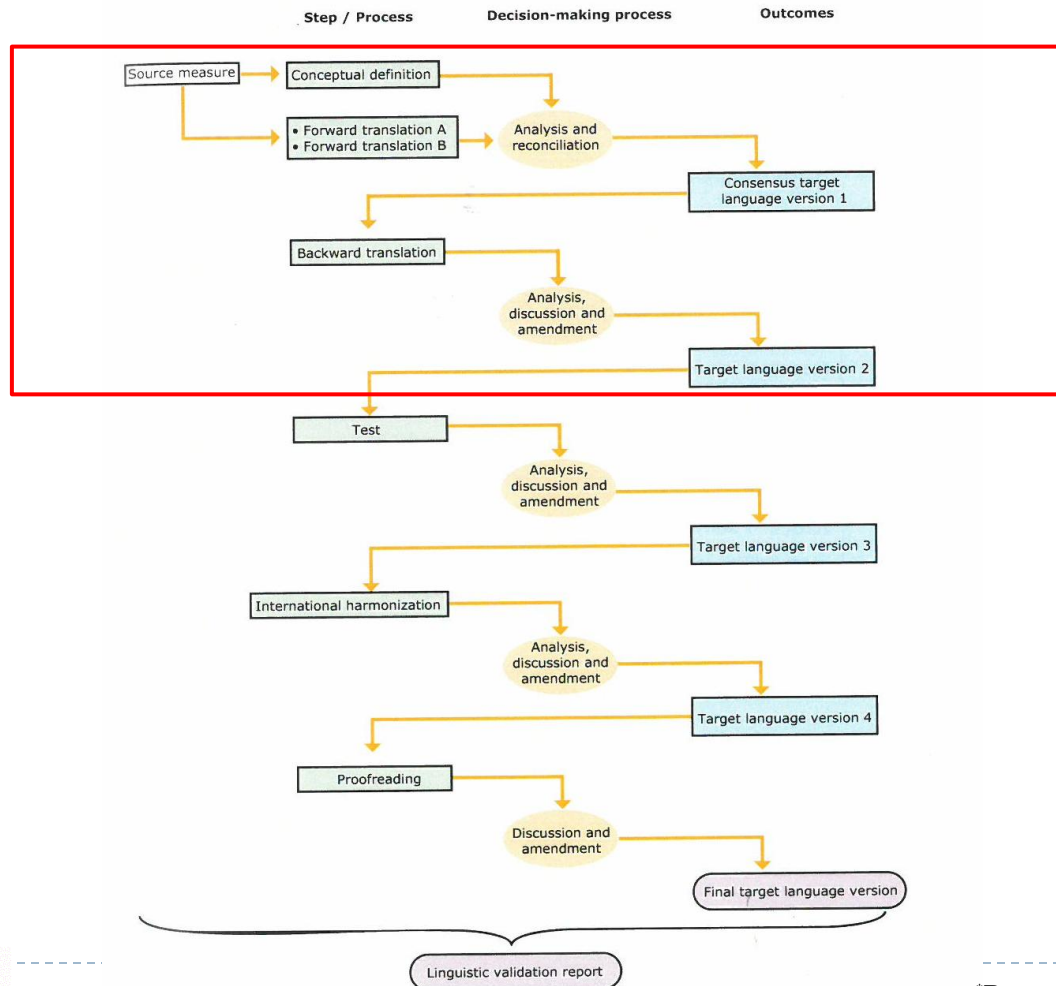 Step / Process
Decision-making process
Outcomes
Source measure
Conceptual definition
• Forward translation A
• Forward translation B
Analysis and
reconciliation
Consensus target
language version 1
Backward translation
Analysis,
discussion and
amendment
Target language version 2
Test
Analysis,
discussion and
amendment
Target language version 3
International harmonization
Analysis,
discussion and
amendment
Target language version 4
Proofreading
Discussion and
amendment
Final target language version
Linguistic validation report